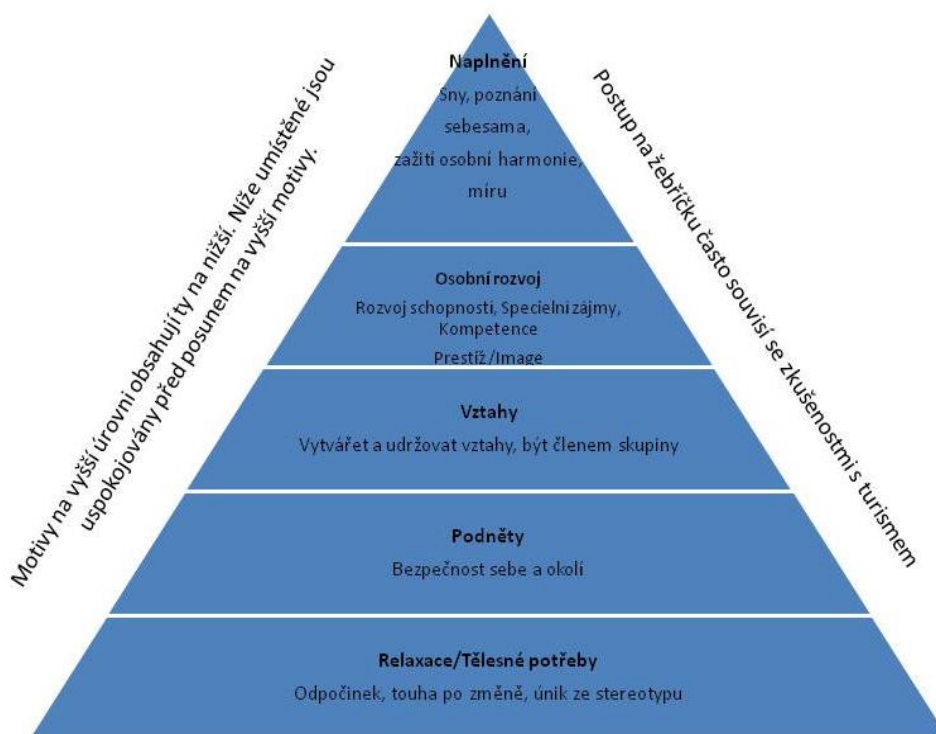 Motivy na vyšší úrovni obsahují ty na nižší. Níže umístěné jsou
uspokojovány před posunem na vyšší motivy.
Naplnění
Sny, poznání
sebesama,
zažití osobní harmonie,
míru
Osobní rozvoj
Rozvoj schopností, Specielní zájmy,
Kompetence
Prestíž /Image
Vztahy
Vytvářet a udržovat vztahy, být členem skupiny
Podněty
Bezpečnost sebe a okolí
Relaxace/Tělesné potřeby
Odpočinek, touha po změně, únik ze stereotypu
Postup na žebříčku často souvisí se zkušenostmi s turismem